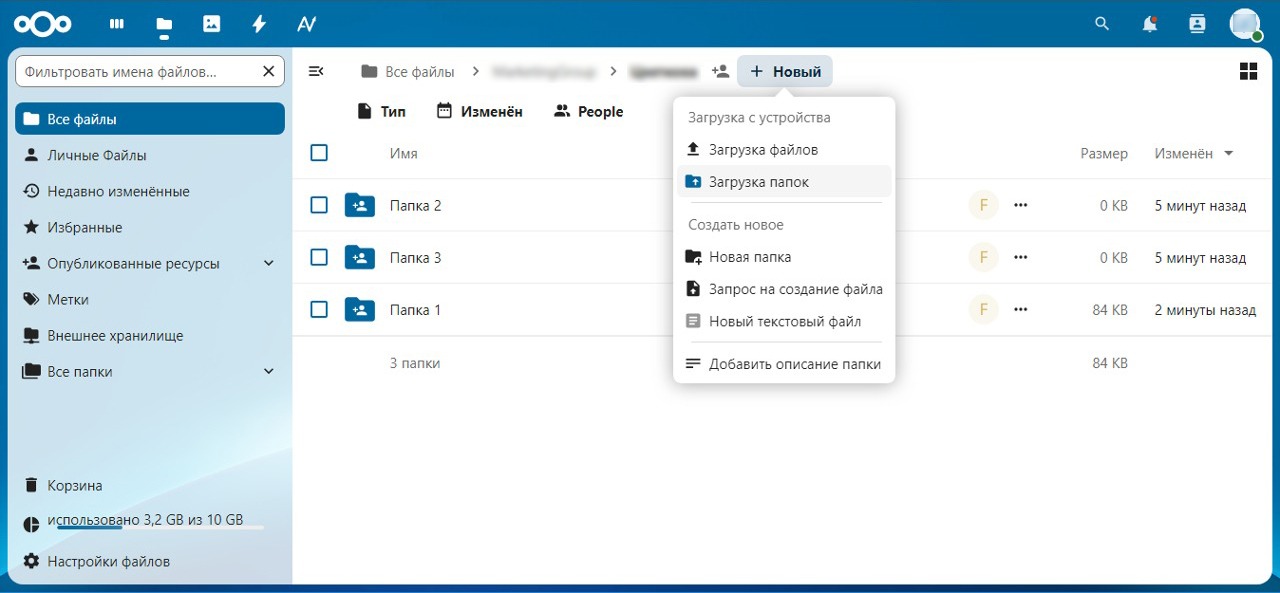 Фильтровать имена файлов...
Все файлы
Личные Файлы
Недавно изменённые
Избранные
Опубликованные ресурсы
Метки
Внешнее хранилище
Все папки
Корзина
использовано 3,2 GB из 10 GB
Настройки файлов
Все файлы
Новый
Тип
Изменён
People
Имя
Размер
Изменён
Папка 2
F
0 KB
5 минут назад
Папка 3
F
0 KB
5 минут назад
Папка 1
F
84 KB
2 минуты назад
3 папки
84 KB
Загрузка с устройства
Загрузка файлов
Загрузка папок
Создать новое
Новая папка
Запрос на создание файла
Новый текстовый файл
Добавить описание папки